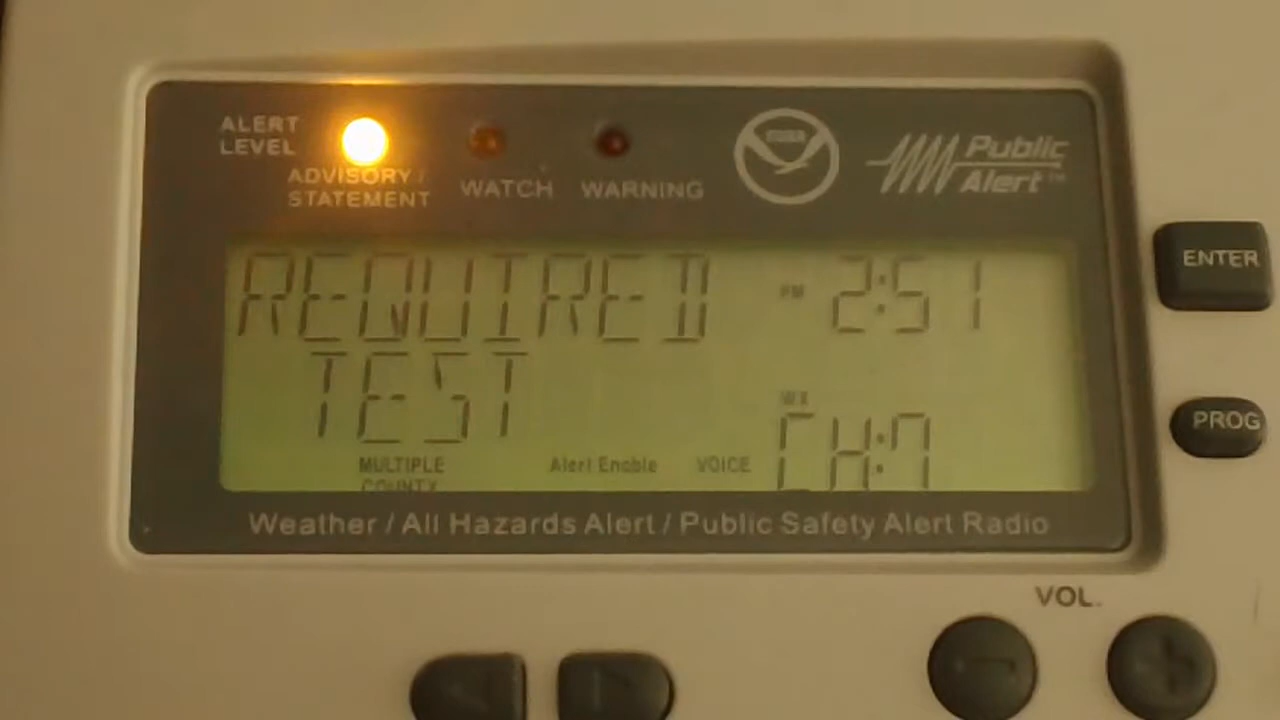 ALERT
LEVEL
ADVISORY /
STATEMENT
WATCH
WARNING
Public
Alert™
REQUIRED
PM 2:51
TEST
WX
CH:7
MULTIPLE
COUNTY
Alert Enable
VOICE
Weather / All Hazards Alert / Public Safety Alert Radio
ENTER
PROG
VOL.